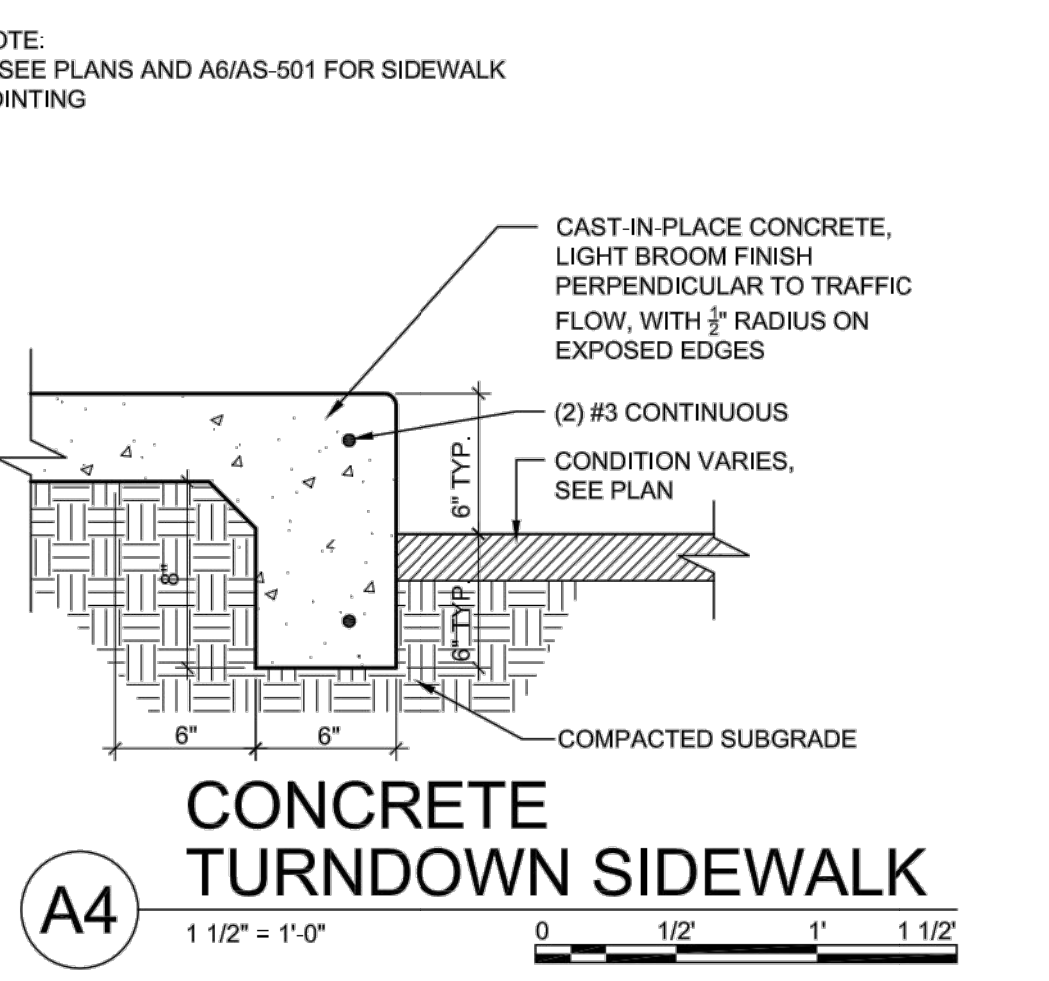 OTE:
SEE PLANS AND A6/AS-501 FOR SIDEWALK
OINTING
CAST-IN-PLACE CONCRETE,
LIGHT BROOM FINISH
PERPENDICULAR TO TRAFFIC
FLOW, WITH ½" RADIUS ON
EXPOSED EDGES
(2) #3 CONTINUOUS
CONDITION VARIES,
SEE PLAN
6" TYP.
8"
6" TYP.
6"
6"
COMPACTED SUBGRADE
CONCRETE
TURNDOWN SIDEWALK
A4
1 1/2" = 1'-0"
0 1/2' 1' 1 1/2'